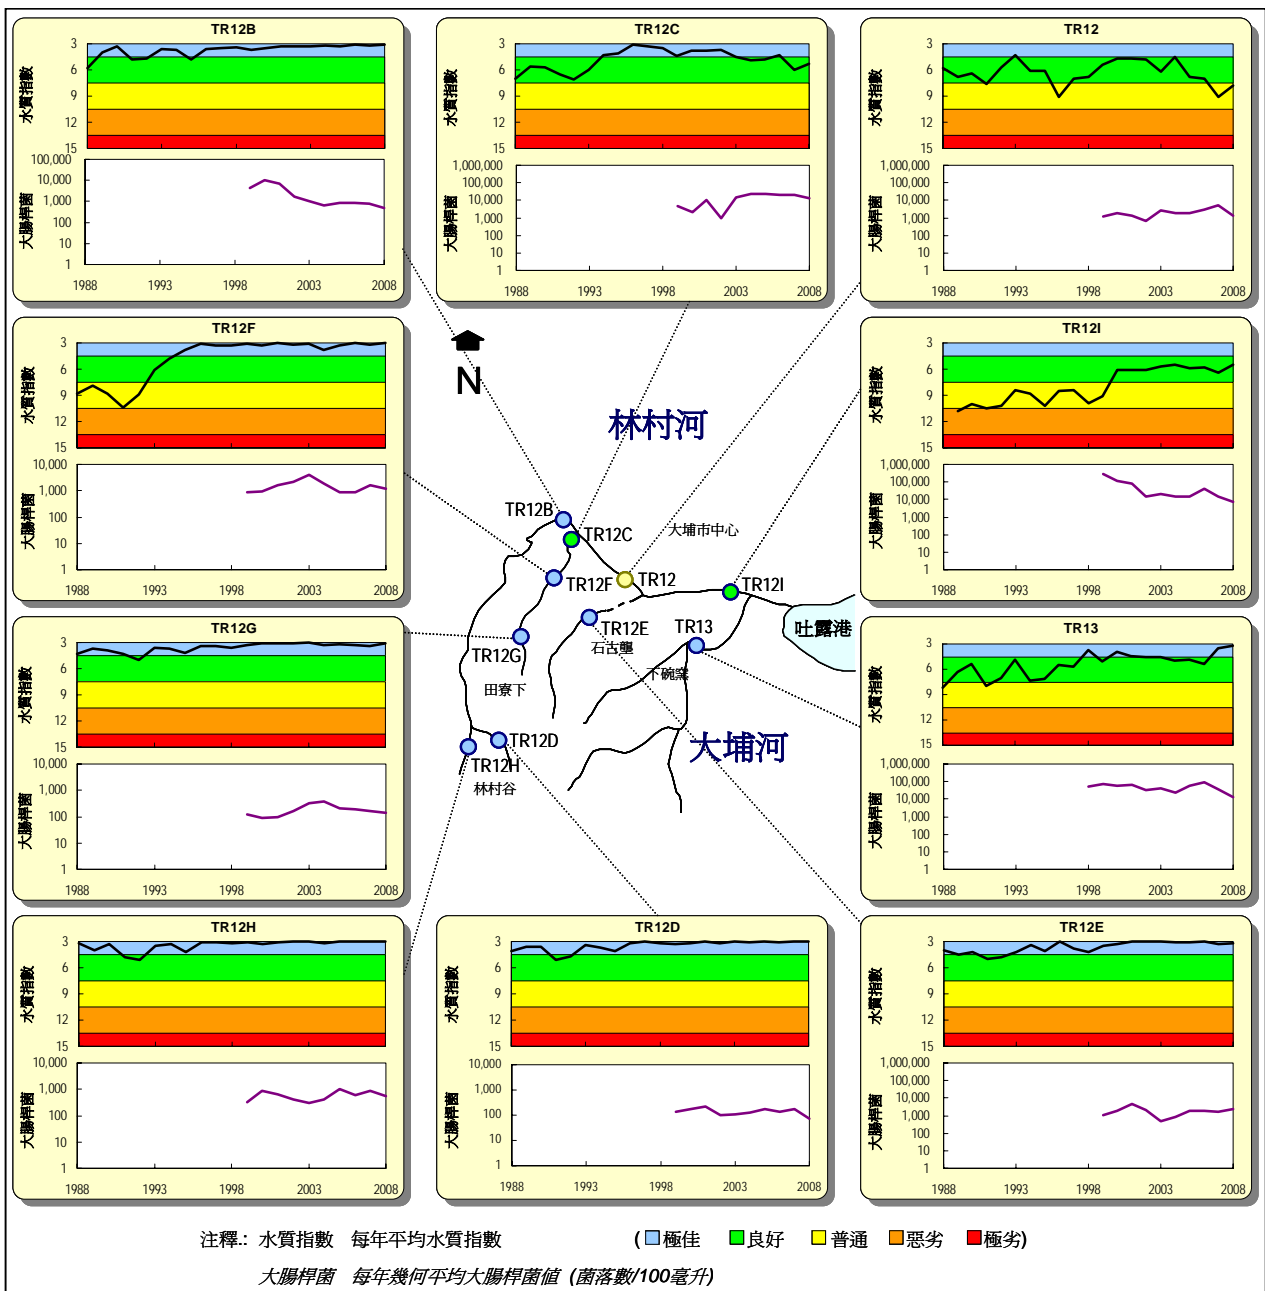 TR12B
水質指數
3
6
9
12
15
大腸桿菌
100,000
10,000
1,000
100
10
1
1988 1993 1998 2003 2008
TR12C
水質指數
3
6
9
12
15
大腸桿菌
1,000,000
100,000
10,000
1,000
100
10
1
1988 1993 1998 2003 2008
TR12
水質指數
3
6
9
12
15
大腸桿菌
1,000,000
100,000
10,000
1,000
100
10
1
1988 1993 1998 2003 2008
TR12F
水質指數
3
6
9
12
15
大腸桿菌
10,000
1,000
100
10
1
1988 1993 1998 2003 2008
N
林村河
TR12I
水質指數
3
6
9
12
15
大腸桿菌
1,000,000
100,000
10,000
1,000
100
10
1
1988 1993 1998 2003 2008
TR12B
TR12C
大埔市中心
TR12F
TR12
TR12I
TR12E
TR13
吐露港
石古壟
TR12G
下碗窰
田寮下
大埔河
TR12D
TR12H
林村谷
TR12G
水質指數
3
6
9
12
15
大腸桿菌
10,000
1,000
100
10
1
1988 1993 1998 2003 2008
TR13
水質指數
3
6
9
12
15
大腸桿菌
1,000,000
100,000
10,000
1,000
100
10
1
1988 1993 1998 2003 2008
TR12H
水質指數
3
6
9
12
15
大腸桿菌
10,000
1,000
100
10
1
1988 1993 1998 2003 2008
TR12D
水質指數
3
6
9
12
15
大腸桿菌
10,000
1,000
100
10
1
1988 1993 1998 2003 2008
TR12E
水質指數
3
6
9
12
15
大腸桿菌
1,000,000
100,000
10,000
1,000
100
10
1
1988 1993 1998 2003 2008
注釋.: 水質指數 每年平均水質指數 ( 極佳 良好 普通 惡劣 極劣)
大腸桿菌 每年幾何平均大腸桿菌值 (菌落數/100毫升)